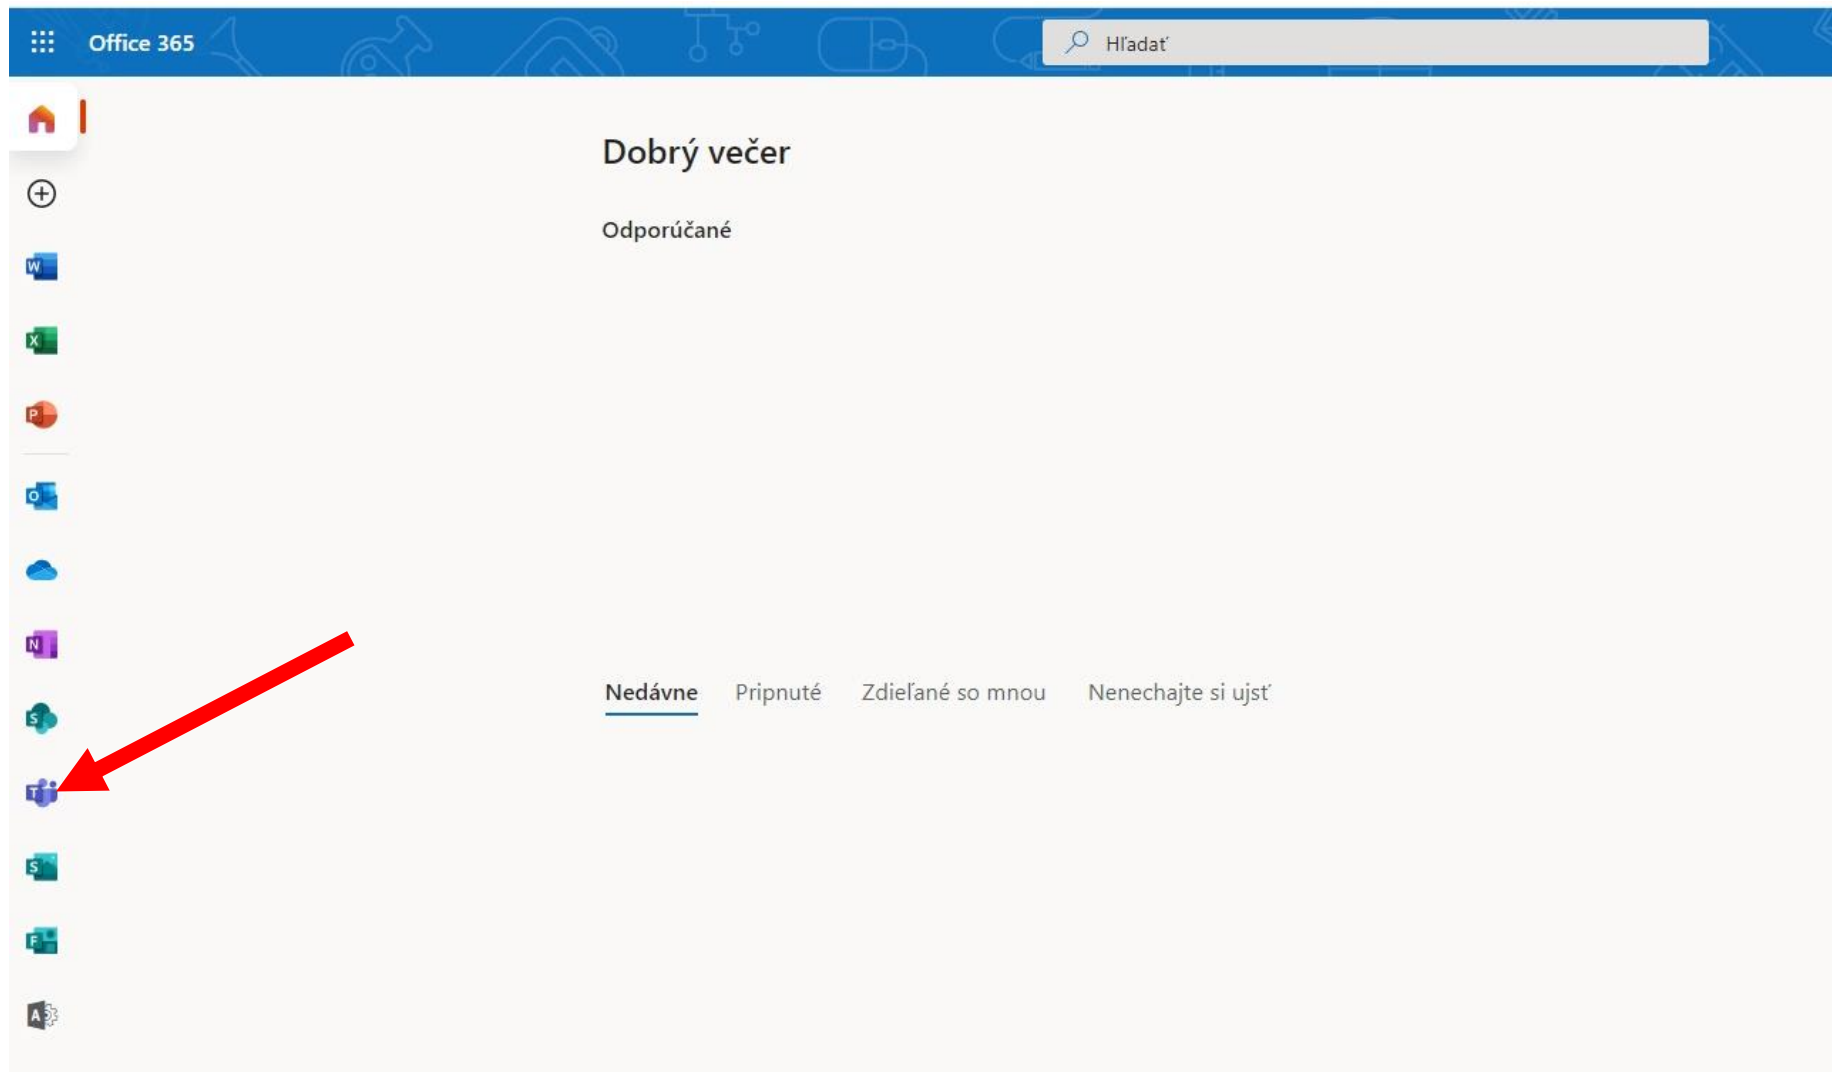 Office 365
Hľadať
Dobrý večer
Odporúčané
W
X
P
O
N
S
Nedávne Pripnuté Zdieľané so mnou Nenechajte si ujsť
T
S
F
A